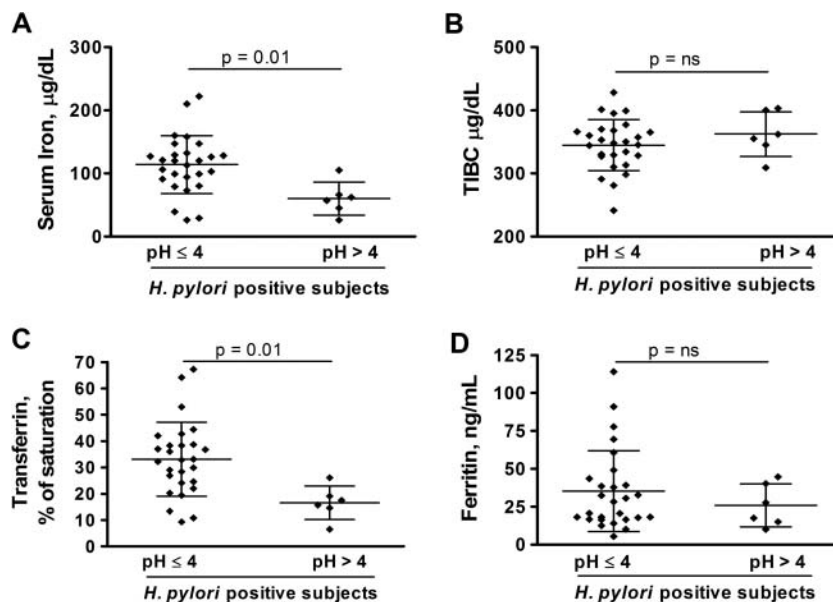 A
Serum Iron, µg/dL
300
200
100
0
p = 0.01
pH ≤ 4
pH > 4
H. pylori positive subjects
B
TIBC µg/dL
500
400
300
200
p = ns
pH ≤ 4
pH > 4
H. pylori positive subjects
C
Transferrin,
% of saturation
70
60
50
40
30
20
10
0
p = 0.01
pH ≤ 4
pH > 4
H. pylori positive subjects
D
Ferritin, ng/mL
125
100
75
50
25
0
p = ns
pH ≤ 4
pH > 4
H. pylori positive subjects